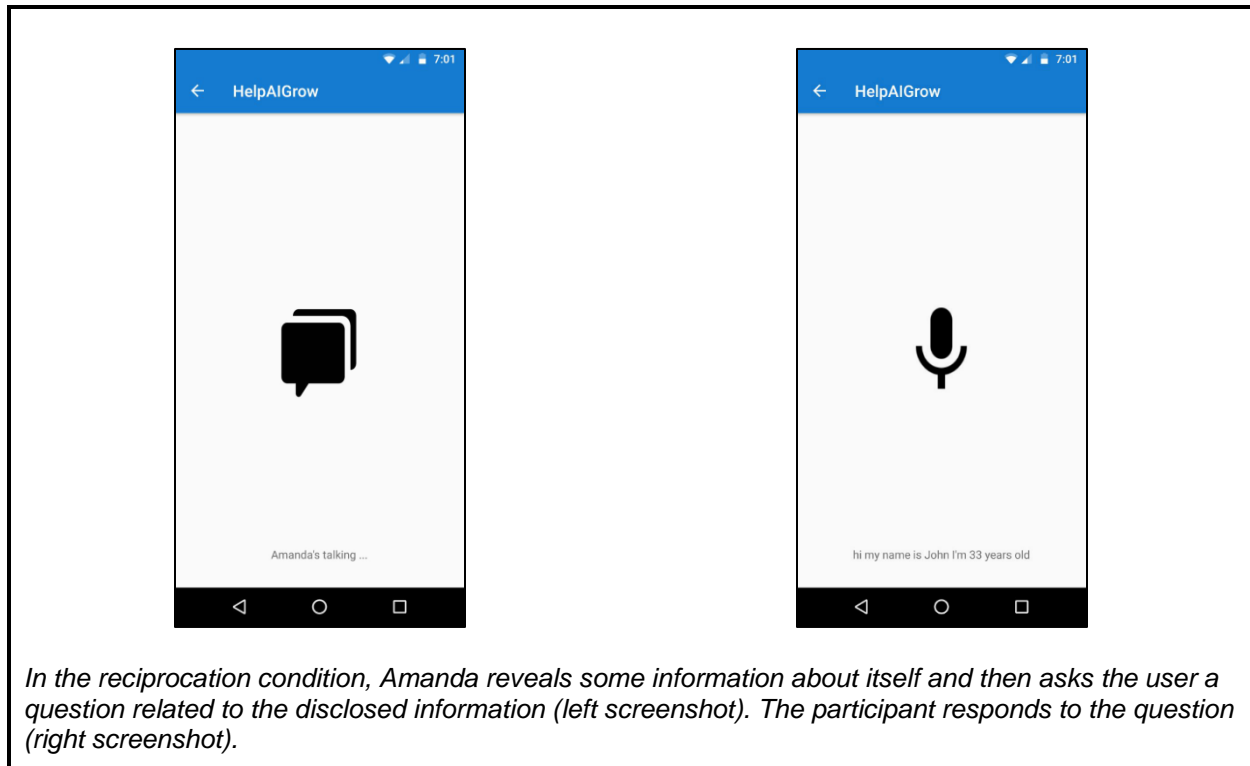 7:01
HelpAIGrow
Amanda's talking ...
7:01
HelpAIGrow
hi my name is John I'm 33 years old
In the reciprocation condition, Amanda reveals some information about itself and then asks the user a
question related to the disclosed information (left screenshot). The participant responds to the question
(right screenshot).